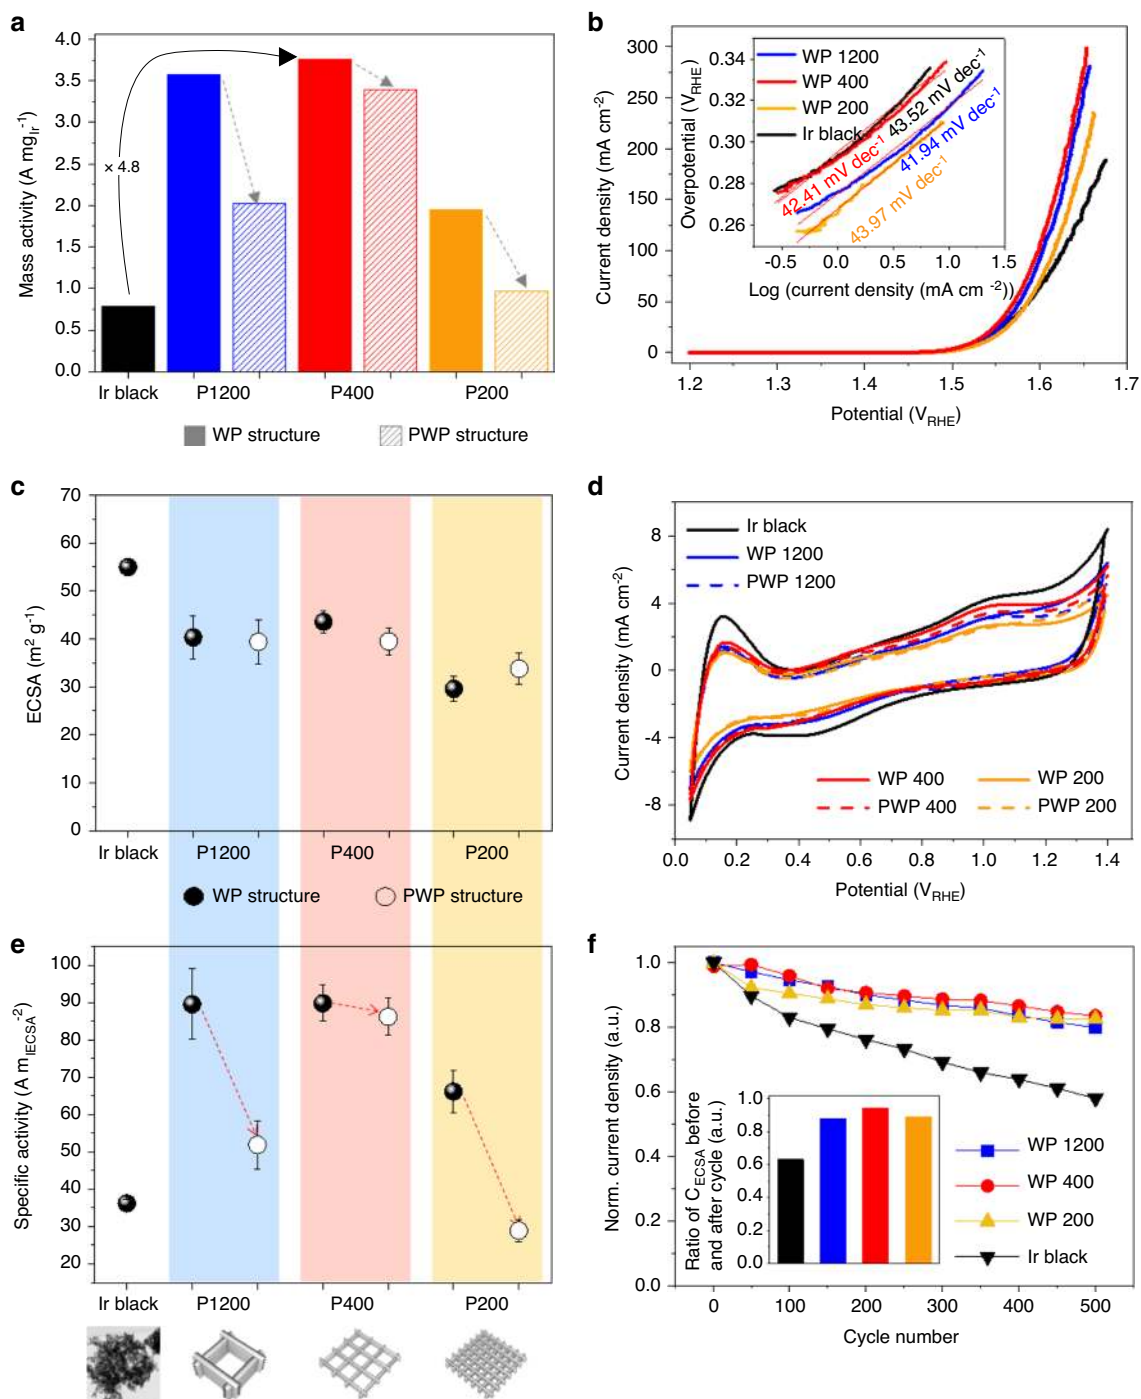 a
Mass activity (A mg_Ir^-1)
4.0
3.5
3.0
2.5
2.0
1.5
1.0
0.5
0.0
× 4.8
Ir black P1200 P400 P200
WP structure PWP structure
b
Current density (mA cm^-2)
300
250
200
150
100
50
0
1.2 1.3 1.4 1.5 1.6 1.7
Potential (V_RHE)
Overpotential (V_RHE)
0.34
0.32
0.30
0.28
0.26
WP 1200
WP 400
WP 200
Ir black
43.52 mV dec^-1
42.41 mV dec^-1
41.94 mV dec^-1
43.97 mV dec^-1
-0.5 0.0 0.5 1.0 1.5
Log (current density (mA cm ^-2))
c
ECSA (m^2 g^-1)
70
60
50
40
30
20
10
0
Ir black P1200 P400 P200
WP structure PWP structure
d
Current density (mA cm^-2)
8
4
0
-4
-8
Ir black
WP 1200
PWP 1200
WP 400 WP 200
PWP 400 PWP 200
0.0 0.2 0.4 0.6 0.8 1.0 1.2 1.4
Potential (V_RHE)
e
Specific activity (A m_IECSA^-2)
100
90
80
70
60
50
40
30
20
Ir black P1200 P400 P200
f
Norm. current density (a.u.)
1.0
0.8
0.6
0.4
0.2
0.0
Ratio of C_ECSA before
and after cycle (a.u.)
1.0
0.8
0.6
0.4
0.2
0.0
WP 1200
WP 400
WP 200
Ir black
0 100 200 300 400 500
Cycle number